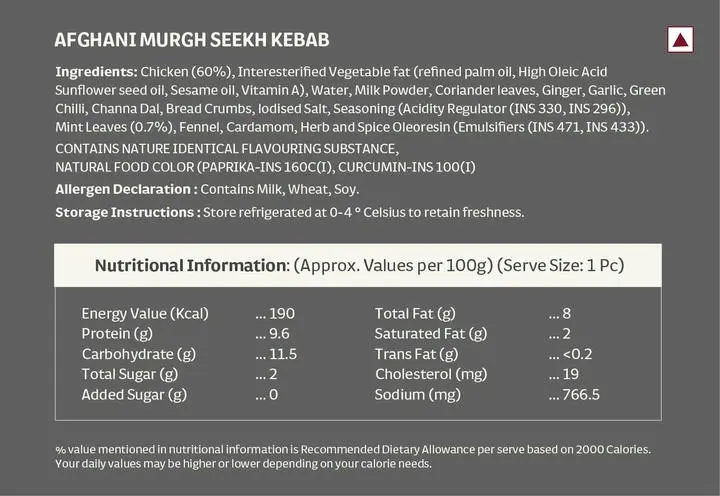 AFGHANI MURGH SEEKH KEBAB
Ingredients: Chicken (60%), Interesterified Vegetable fat (refined palm oil, High Oleic Acid
Sunflower seed oil, Sesame oil, Vitamin A), Water, Milk Powder, Coriander leaves, Ginger, Garlic, Green
Chilli, Channa Dal, Bread Crumbs, Iodised Salt, Seasoning (Acidity Regulator (INS 330, INS 296)),
Mint Leaves (0.7%), Fennel, Cardamom, Herb and Spice Oleoresin (Emulsifiers (INS 471, INS 433)).
CONTAINS NATURE IDENTICAL FLAVOURING SUBSTANCE,
NATURAL FOOD COLOR (PAPRIKA-INS 160C(I), CURCUMIN-INS 100(I)
Allergen Declaration : Contains Milk, Wheat, Soy.
Storage Instructions : Store refrigerated at 0-4 ° Celsius to retain freshness.
Nutritional Information: (Approx. Values per 100g) (Serve Size: 1 Pc)
Energy Value (Kcal) ... 190
Protein (g) ... 9.6
Carbohydrate (g) ... 11.5
Total Sugar (g) ... 2
Added Sugar (g) ... 0
Total Fat (g) ... 8
Saturated Fat (g) ... 2
Trans Fat (g) ... <0.2
Cholesterol (mg) ... 19
Sodium (mg) ... 766.5
% value mentioned in nutritional information is Recommended Dietary Allowance per serve based on 2000 Calories.
Your daily values may be higher or lower depending on your calorie needs.